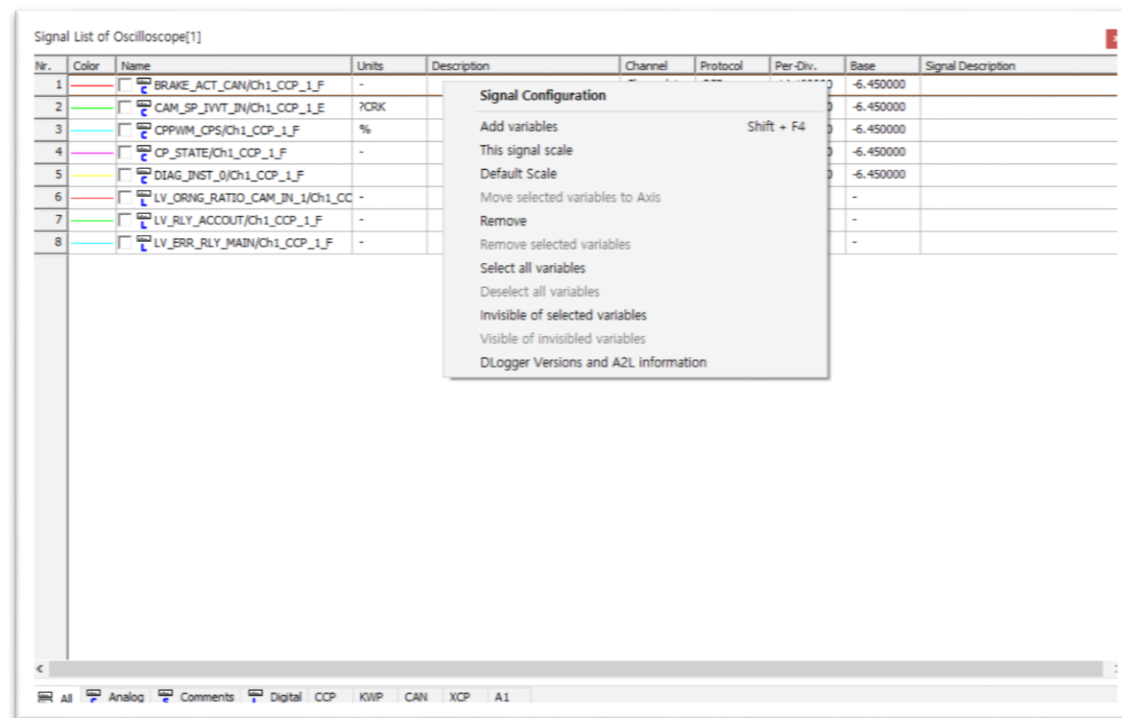 Signal List of Oscilloscope[1]
Nr. Color Name Units Description Channel Protocol Per-Div. Base Signal Description
1 BRAKE_ACT_CAN/Ch1_CCP_1_F - -6.450000
2 CAM_SP_IVVT_IN/Ch1_CCP_1_E ?CRK -6.450000
3 CPPWM_CPS/Ch1_CCP_1_F % -6.450000
4 CP_STATE/Ch1_CCP_1_F - -6.450000
5 DIAG_INST_0/Ch1_CCP_1_F -6.450000
6 LV_ORNG_RATIO_CAM_IN_1/Ch1_CC - -
7 LV_RLY_ACCOUT/Ch1_CCP_1_F - -
8 LV_ERR_RLY_MAIN/Ch1_CCP_1_F - -
Signal Configuration
Add variables Shift + F4
This signal scale
Default Scale
Move selected variables to Axis
Remove
Remove selected variables
Select all variables
Deselect all variables
Invisible of selected variables
Visible of invisibled variables
DLogger Versions and A2L information
All Analog Comments Digital CCP KWP CAN XCP A1